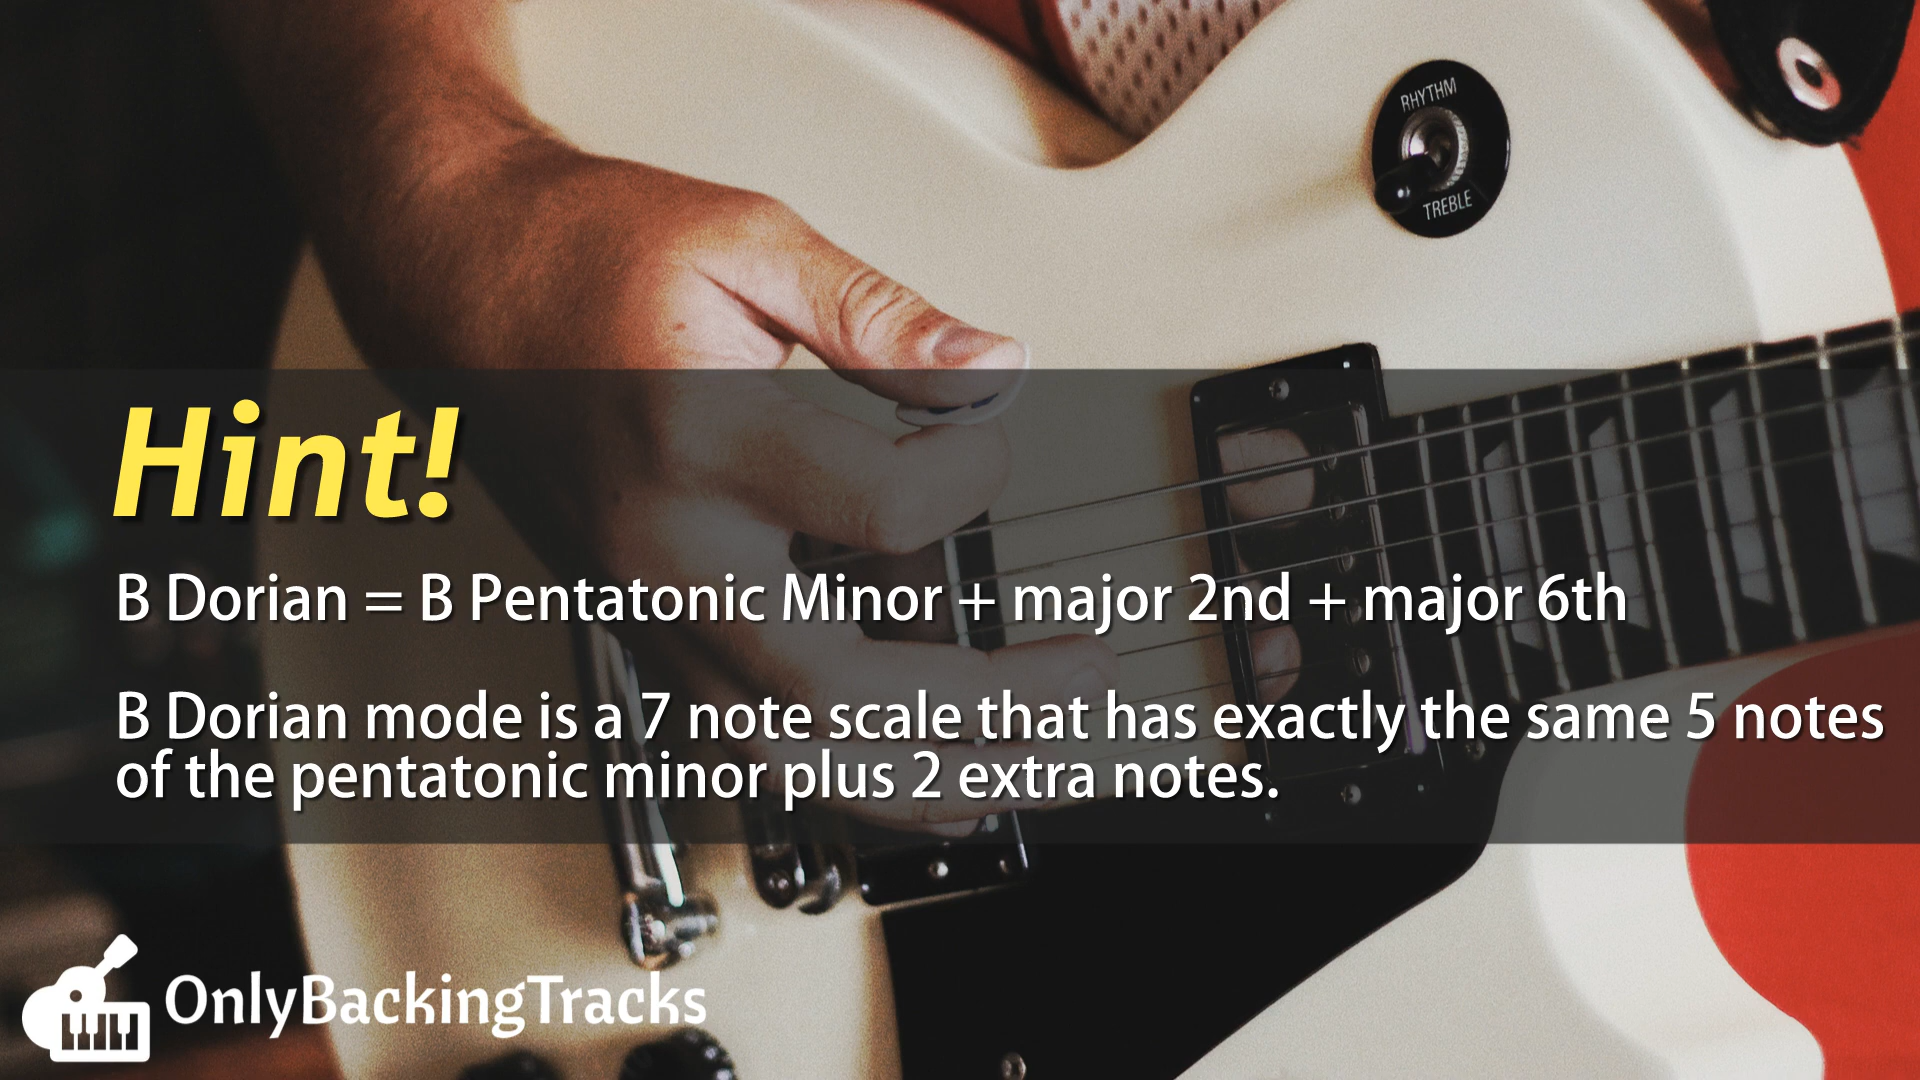 RHYTHM
TREBLE
Hint!
B Dorian = B Pentatonic Minor + major 2nd + major 6th
B Dorian mode is a 7 note scale that has exactly the same 5 notes
of the pentatonic minor plus 2 extra notes.
OnlyBackingTracks